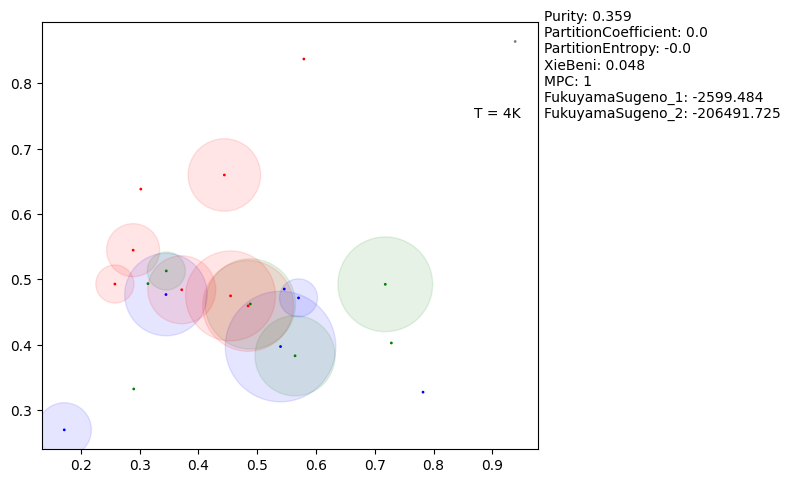 Purity: 0.359
PartitionCoefficient: 0.0
PartitionEntropy: -0.0
XieBeni: 0.048
MPC: 1
FukuyamaSugeno_1: -2599.484
FukuyamaSugeno_2: -206491.725
T = 4K
0.8
0.7
0.6
0.5
0.4
0.3
0.2 0.3 0.4 0.5 0.6 0.7 0.8 0.9